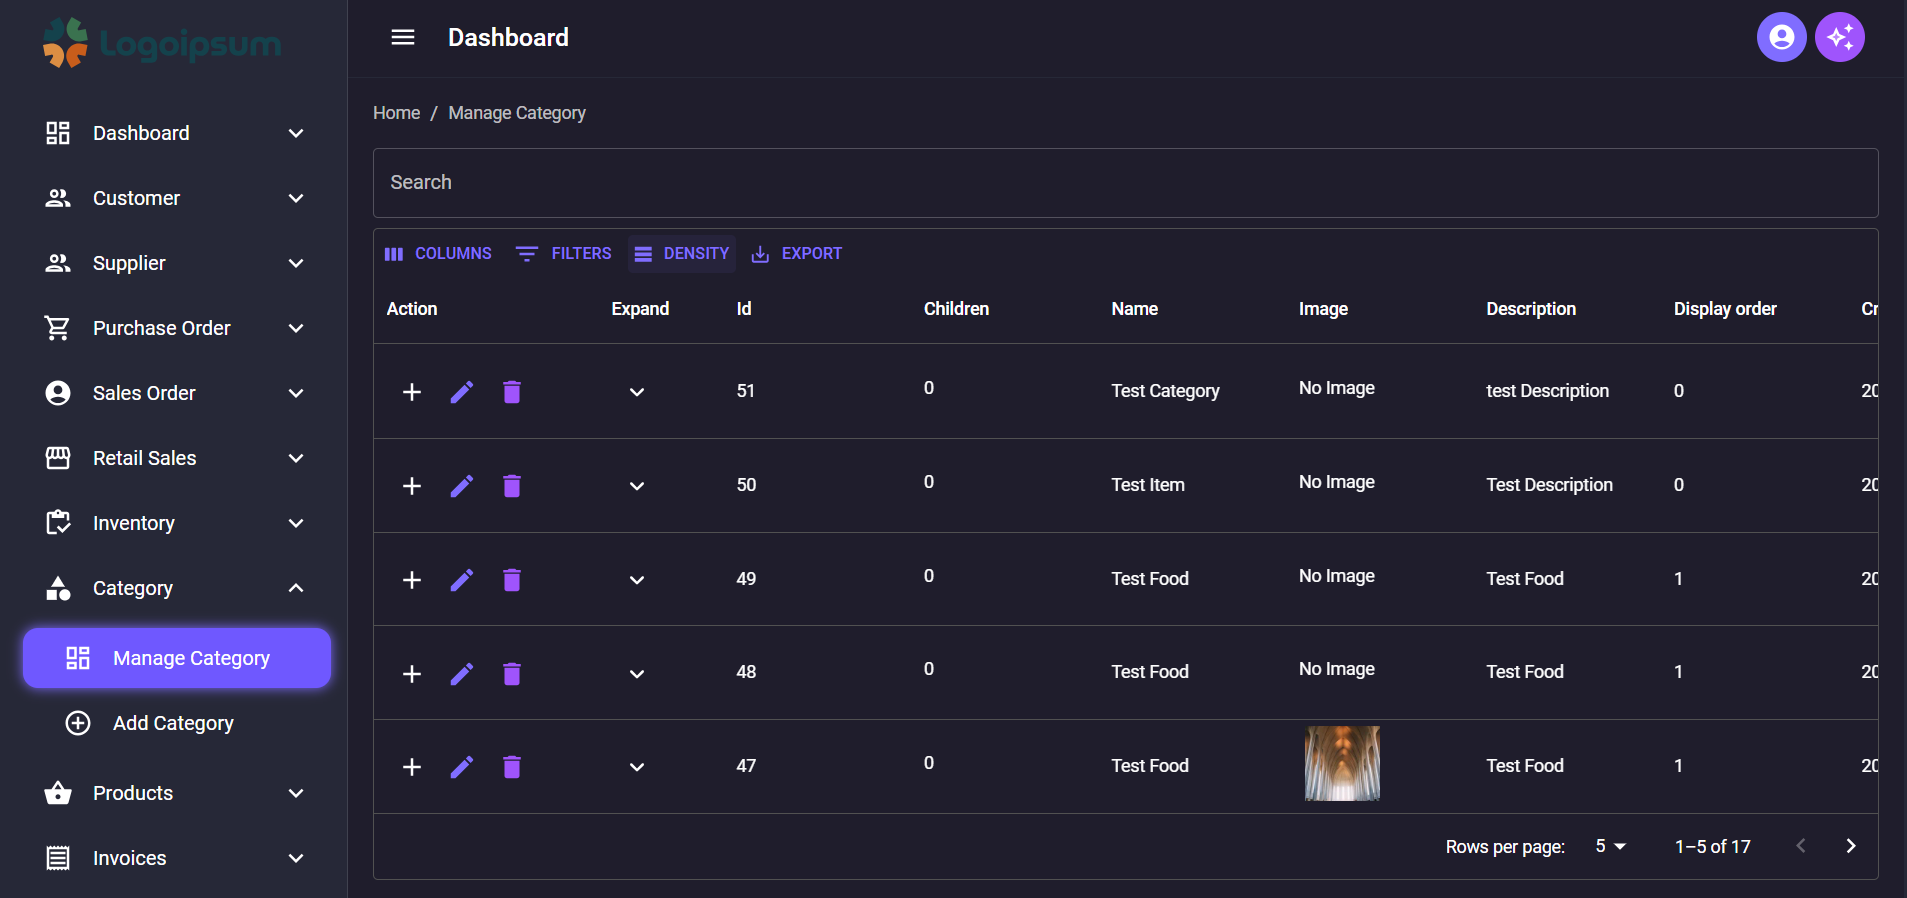 Logoipsum
Dashboard
Customer
Supplier
Purchase Order
Sales Order
Retail Sales
Inventory
Category
Manage Category
Add Category
Products
Invoices
Dashboard
Home / Manage Category
Search
COLUMNS FILTERS DENSITY EXPORT
Action Expand Id Children Name Image Description Display order Cr
51 0 Test Category No Image test Description 0 20
50 0 Test Item No Image Test Description 0 20
49 0 Test Food No Image Test Food 1 20
48 0 Test Food No Image Test Food 1 20
47 0 Test Food Test Food 1 20
Rows per page: 5 1–5 of 17